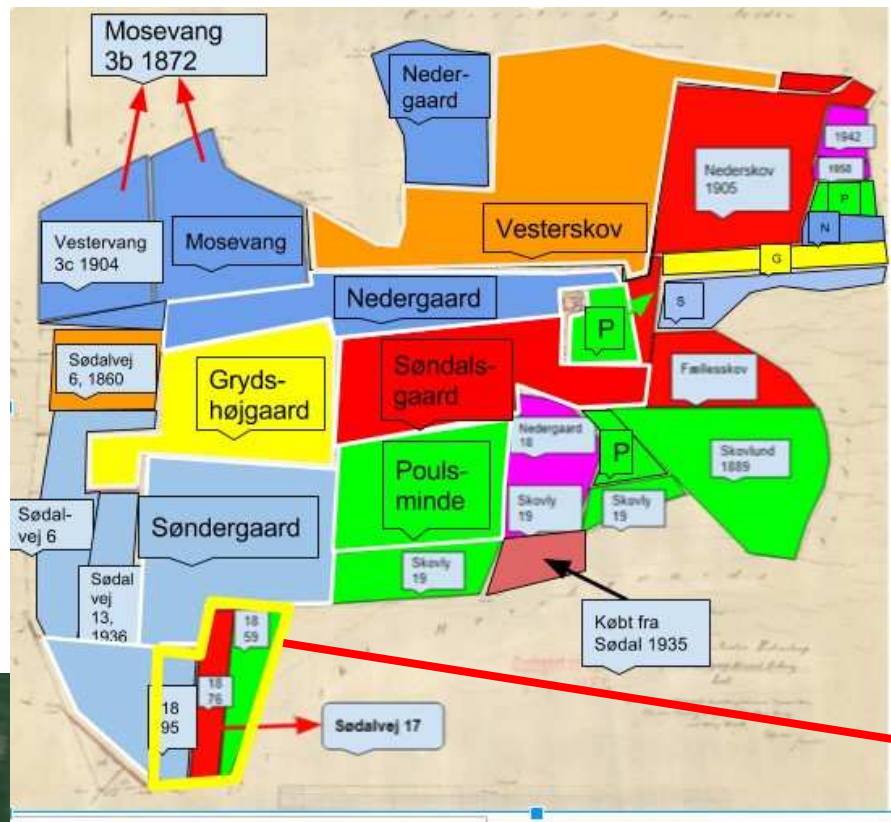 Mosevang
3b 1872
Neder-
gaard
1942
Nederskov
1905
1950
P
Vestervang
3c 1904
Mosevang
Vesterskov
N
G
Nedergaard
S
P
Sødalvej
6, 1860
Gryds-
højgaard
Søndals-
gaard
Fællesskov
Nedergaard
18
P
Skovlund
1889
Pouls-
minde
Sødal-
vej 6
Søndergaard
Skovly
19
Skovly
19
Skovly
19
Sødal
vej
13,
1936
Købt fra
Sødal 1935
18
59
18
76
18
95
Sødalvej 17